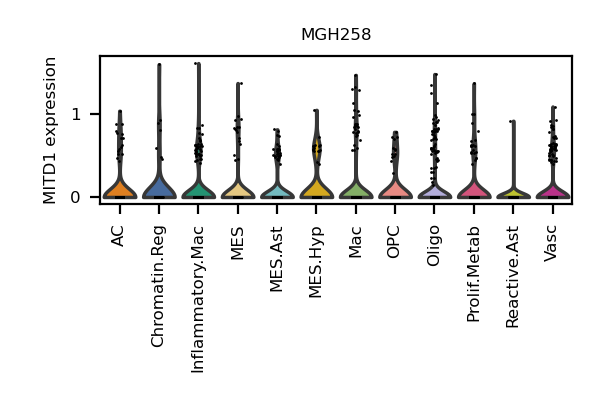 MGH258
MITD1 expression
1
0
AC
Chromatin.Reg
Inflammatory.Mac
MES
MES.Ast
MES.Hyp
Mac
OPC
Oligo
Prolif.Metab
Reactive.Ast
Vasc